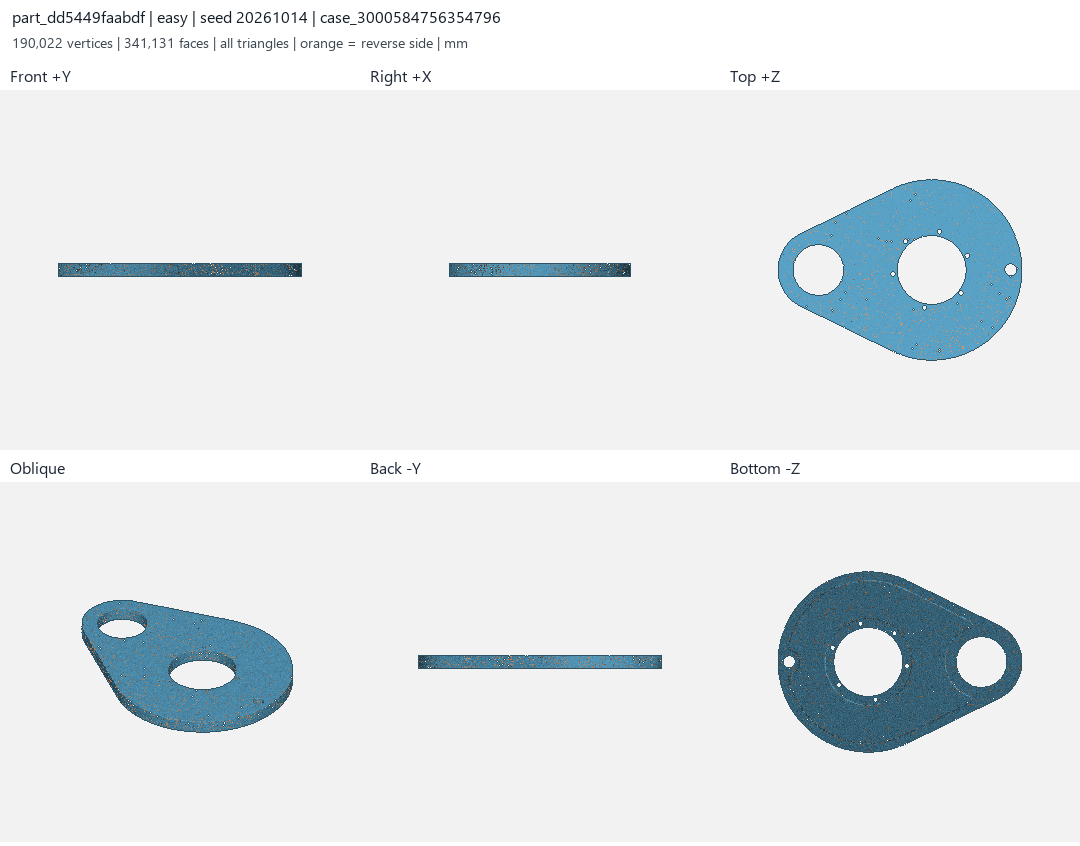 part_dd5449faabdf | easy | seed 20261014 | case_3000584756354796
190,022 vertices | 341,131 faces | all triangles | orange = reverse side | mm
Front +Y
Right +X
Top +Z
Oblique
Back -Y
Bottom -Z